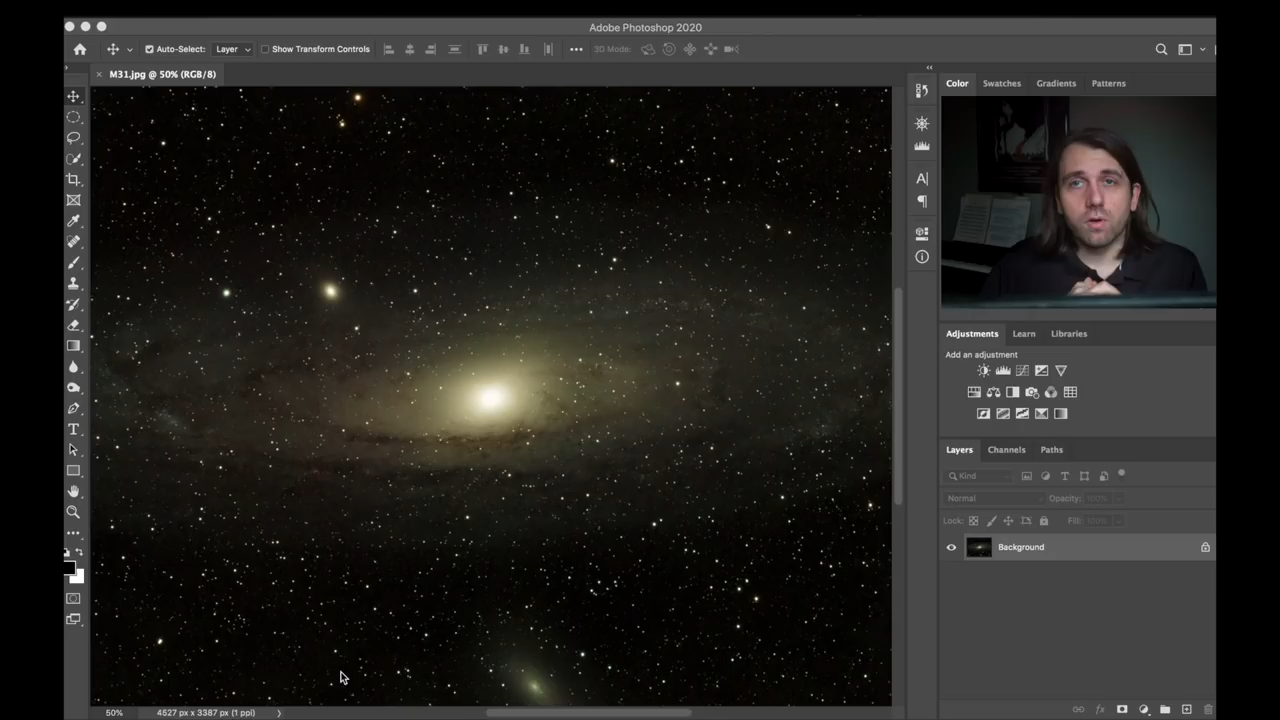 Adobe Photoshop 2020
Auto-Select: Layer Show Transform Controls 3D Mode:
M31.jpg @ 50% (RGB/8)
Color Swatches Gradients Patterns
Adjustments Learn Libraries
Add an adjustment
Layers Channels Paths
Kind
Normal Opacity: 100%
Lock: Fill: 100%
Background
50% 4527 px x 3387 px (1 ppi)